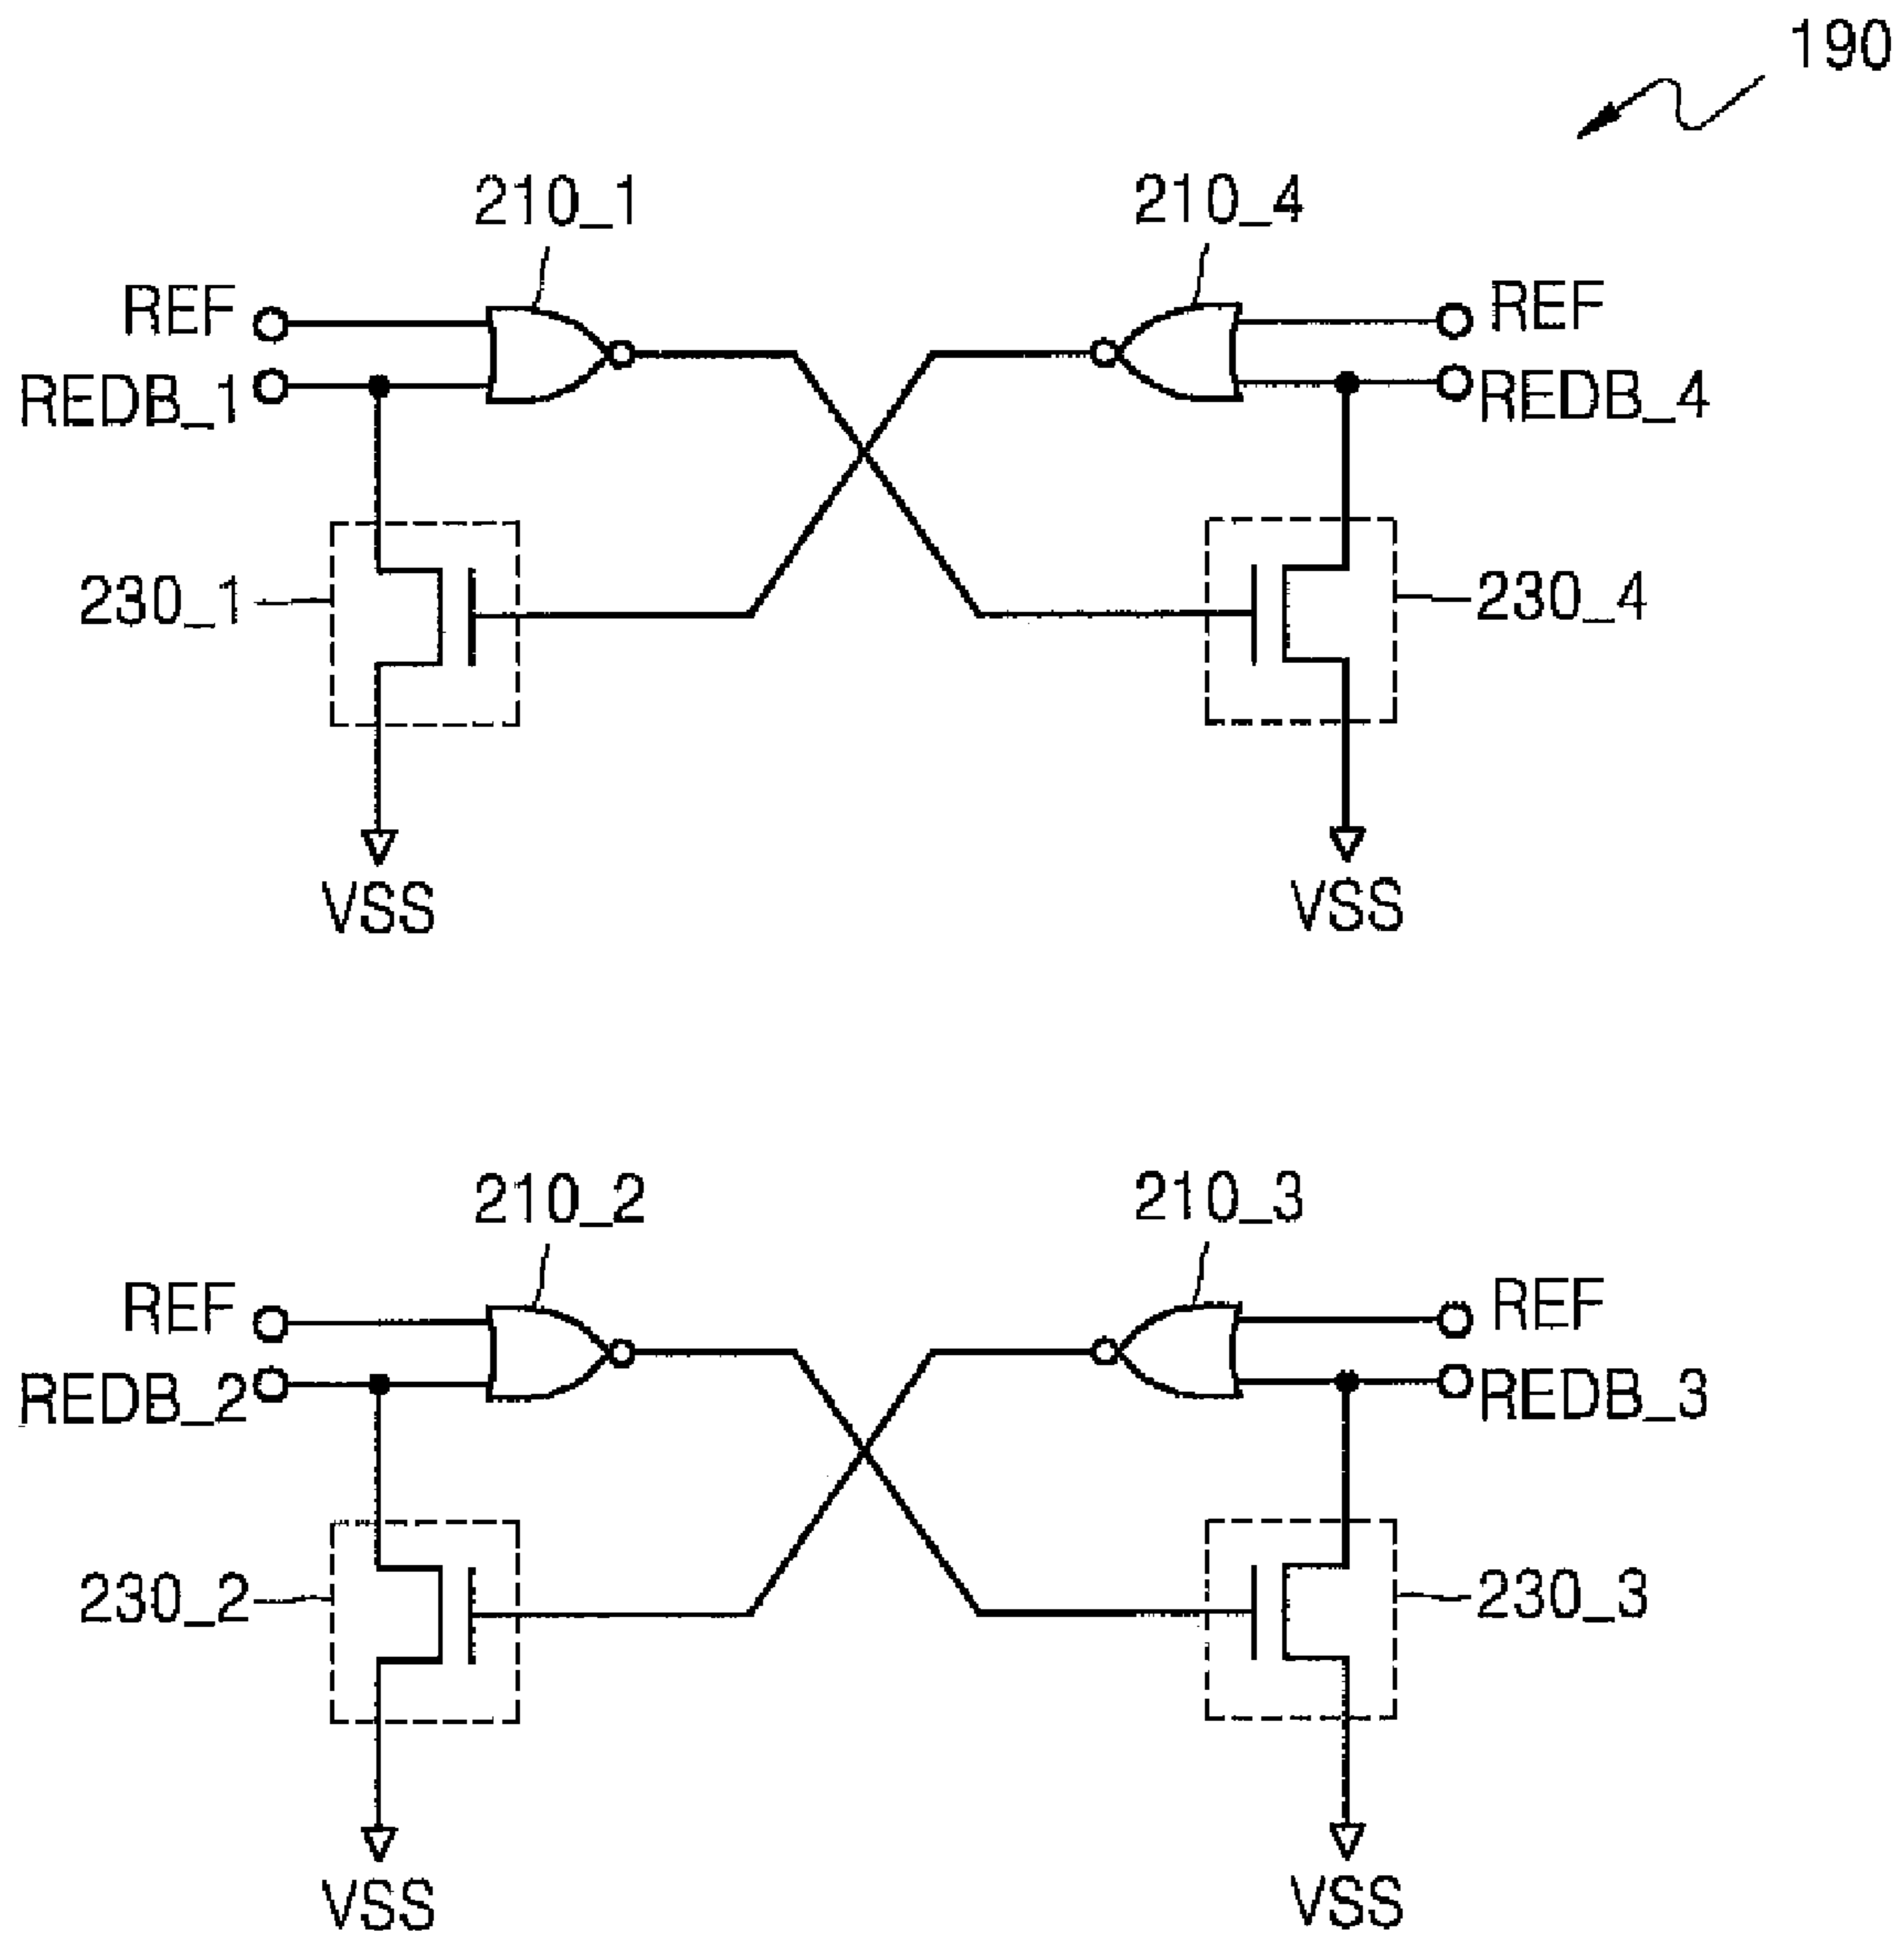 190
210_1
210_4
REF
REF
REDB_1
REDB_4
230_1
230_4
VSS
VSS
210_2
210_3
REF
REF
REDB_2
REDB_3
230_2
230_3
VSS
VSS